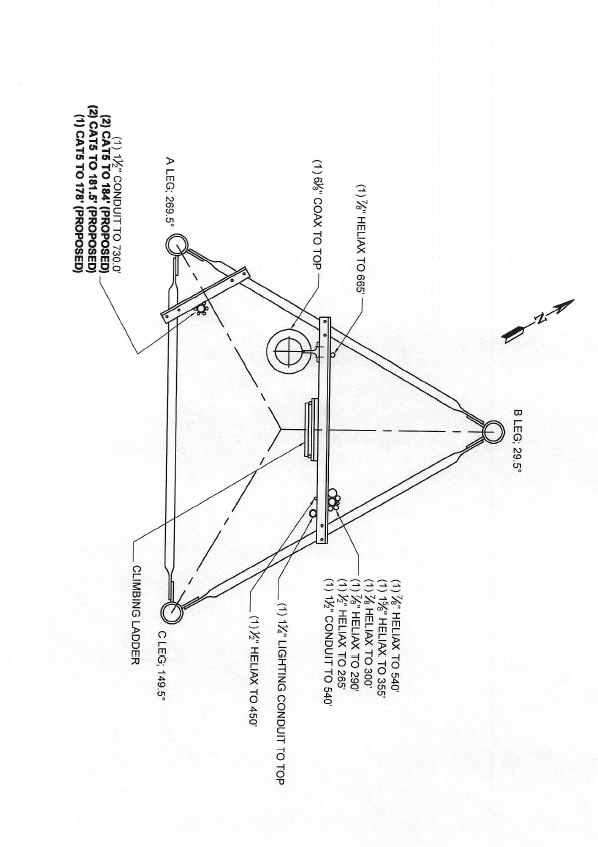 N
B LEG; 29.5°
(1) ⅞" HELIAX TO 540'
(1) 1⅝" HELIAX TO 355'
(1) ⅞ HELIAX TO 300'
(1) ⅞" HELIAX TO 290'
(1) ½" HELIAX TO 265'
(1) 1½" CONDUIT TO 540'
(1) ⅞" HELIAX TO 665'
(1) 6⅛" COAX TO TOP
(1) 1¼" LIGHTING CONDUIT TO TOP
(1) ½" HELIAX TO 450'
A LEG; 269.5°
C LEG; 149.5°
CLIMBING LADDER
(1) 1½" CONDUIT TO 730.0'
(2) CAT5 TO 184' (PROPOSED)
(2) CAT5 TO 181.5' (PROPOSED)
(1) CAT5 TO 178' (PROPOSED)